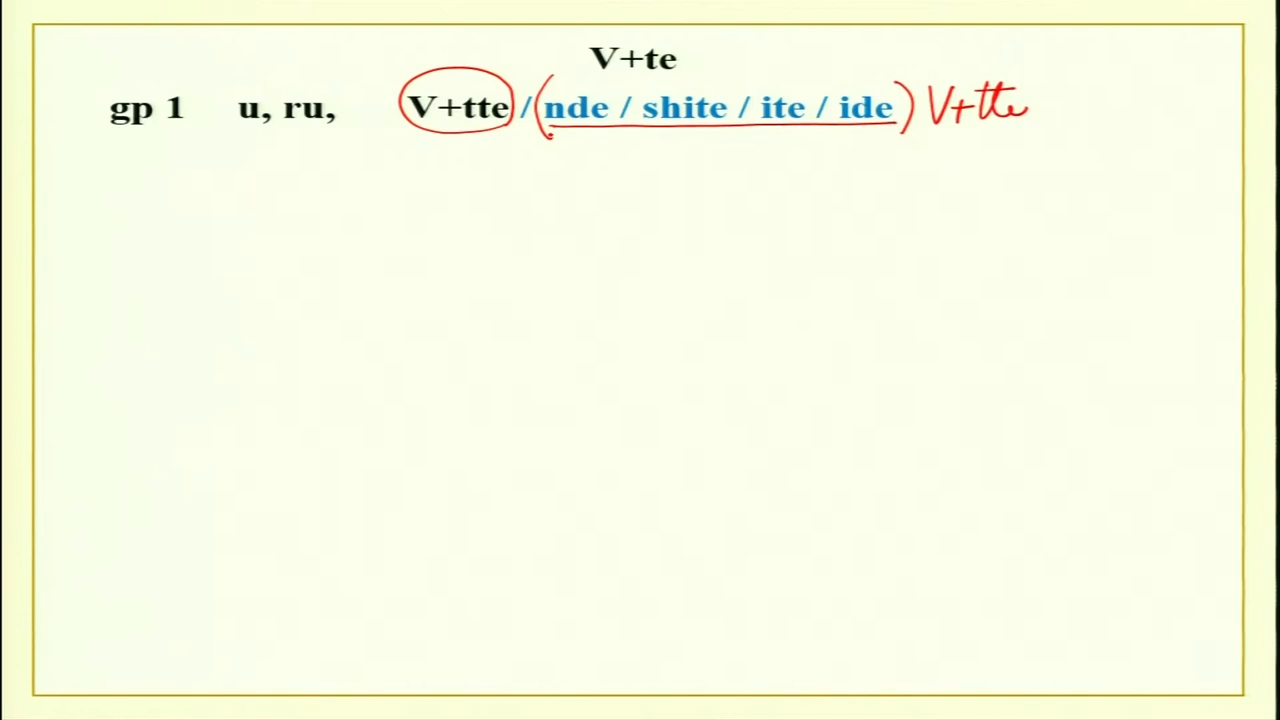 V+te
gp 1 u, ru, V+tte / (nde / shite / ite / ide) V+tte